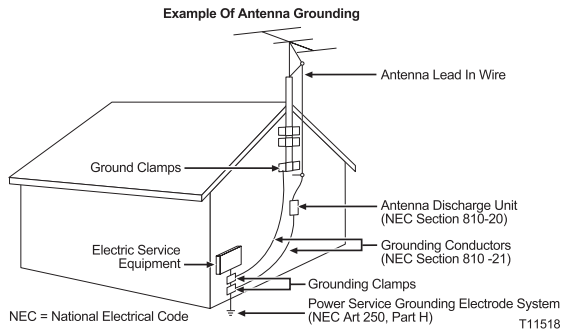 Example Of Antenna Grounding
Antenna Lead In Wire
Ground Clamps
Antenna Discharge Unit
(NEC Section 810-20)
Electric Service
Equipment
Grounding Conductors
(NEC Section 810 -21)
Grounding Clamps
Power Service Grounding Electrode System
(NEC Art 250, Part H)
NEC = National Electrical Code
T11518